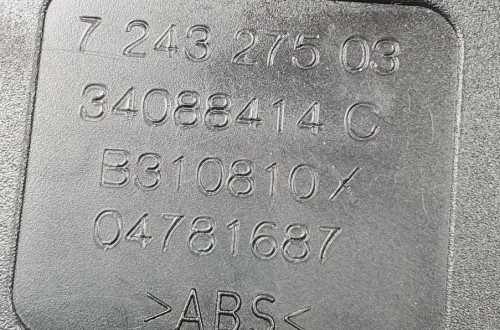 7 243 275 03
34088414 C
B310810X
04781687
>ABS<